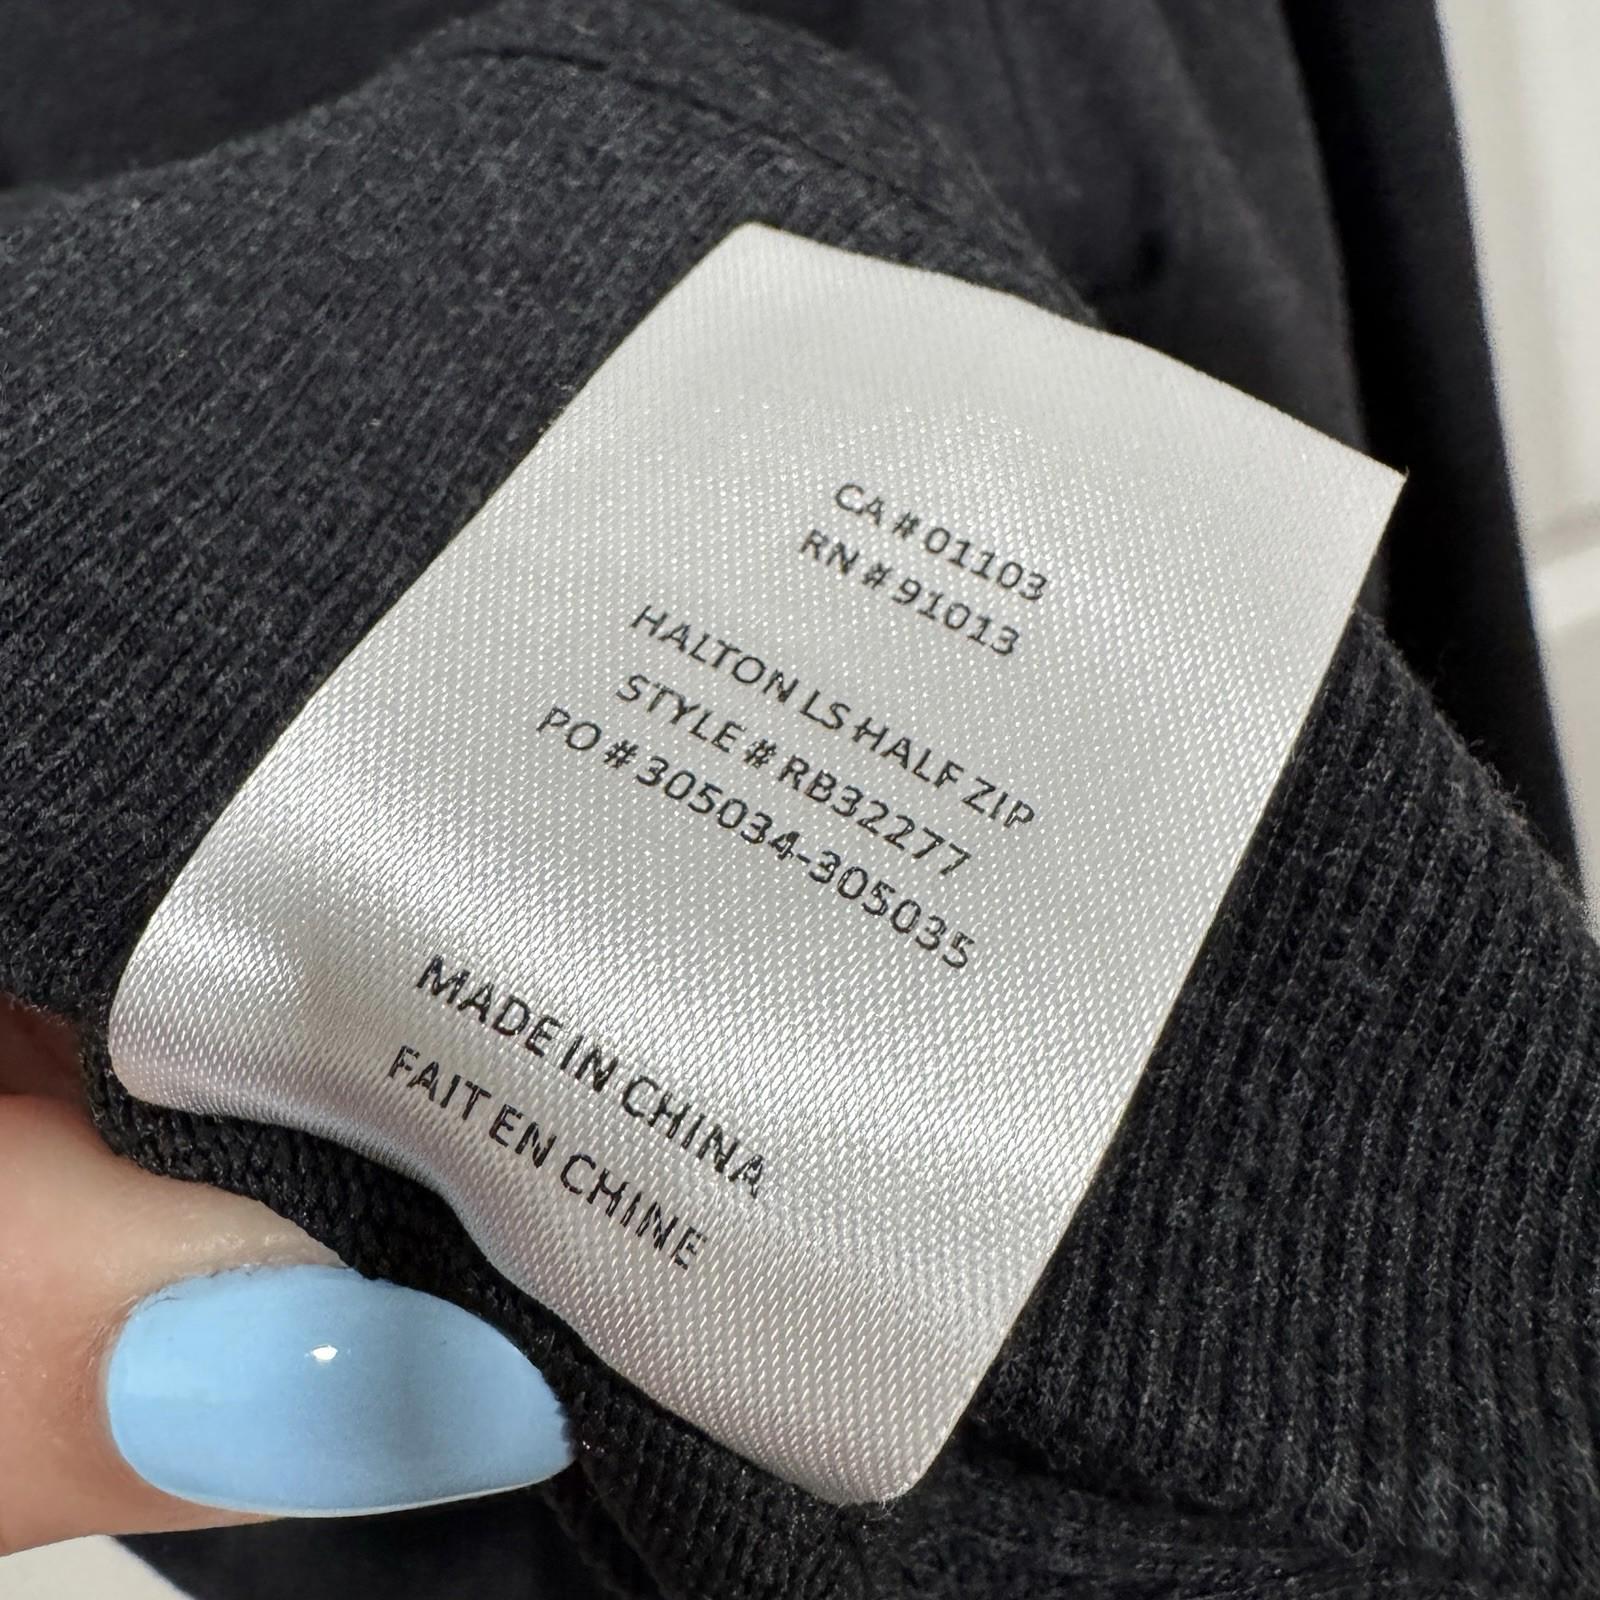 CA # 01103
RN # 91013
HALTON LS HALF ZIP
STYLE # RB32277
PO # 305034-305035
MADE IN CHINA
FAIT EN CHINE